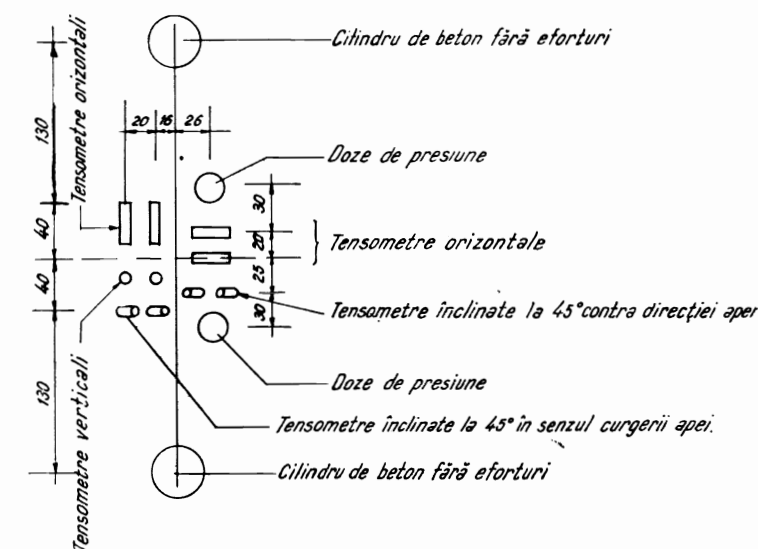 Cilindru de beton fără eforturi
Tensometre orizontali
20 16 26
130
Doze de presiune
30
40
20
Tensometre orizontale
40
25
Tensometre înclinate la 45° contra direcției apei
30
130
Doze de presiune
Tensometre înclinate la 45° în senzul curgerii apei.
Tensometre verticali
Cilindru de beton fără eforturi